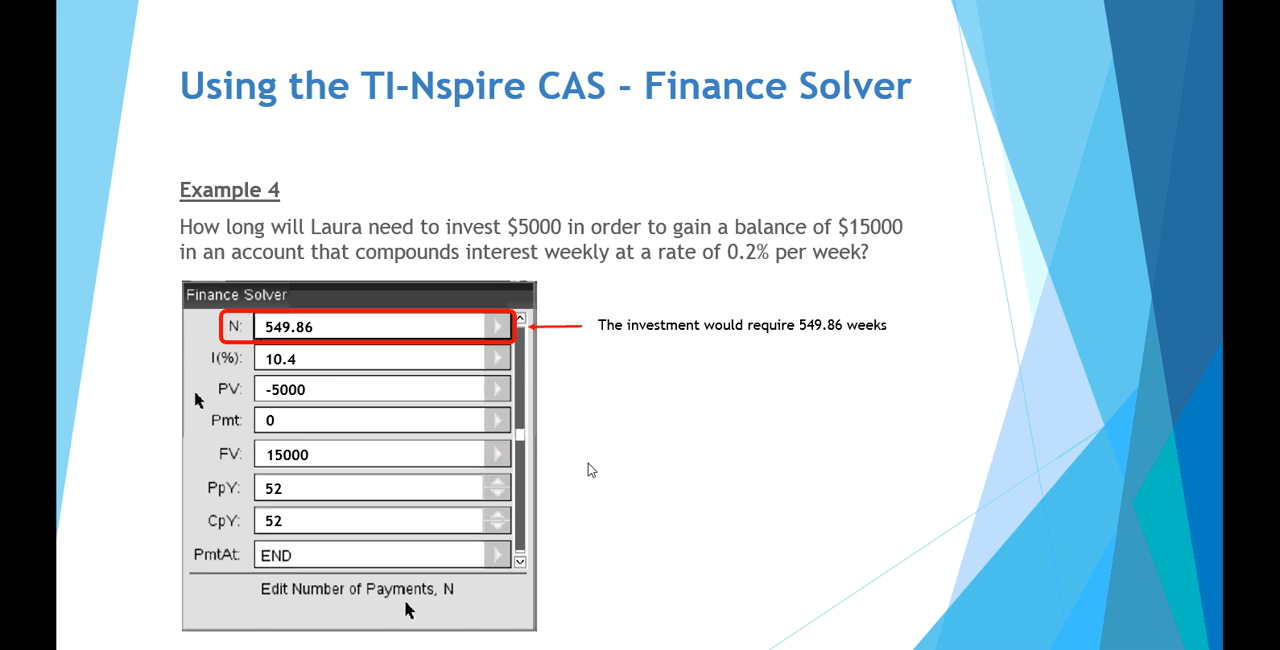 Using the TI-Nspire CAS - Finance Solver
Example 4
How long will Laura need to invest $5000 in order to gain a balance of $15000
in an account that compounds interest weekly at a rate of 0.2% per week?
Finance Solver
N: 549.86
The investment would require 549.86 weeks
I(%): 10.4
PV: -5000
Pmt: 0
FV: 15000
PpY: 52
CpY: 52
PmtAt: END
Edit Number of Payments, N